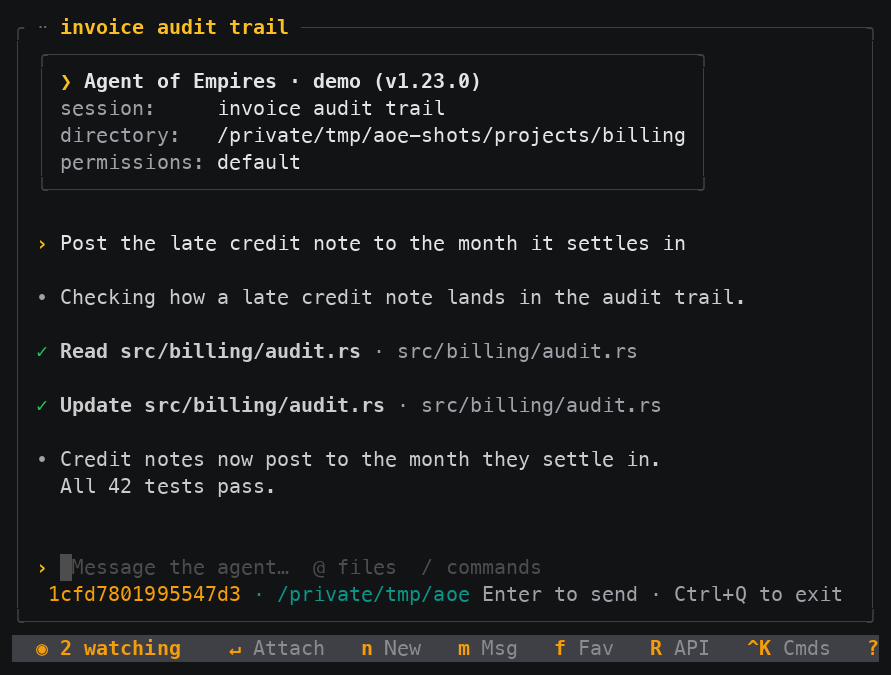 invoice audit trail
❯ Agent of Empires · demo (v1.23.0)
session: invoice audit trail
directory: /private/tmp/aoe-shots/projects/billing
permissions: default
› Post the late credit note to the month it settles in
• Checking how a late credit note lands in the audit trail.
✓ Read src/billing/audit.rs · src/billing/audit.rs
✓ Update src/billing/audit.rs · src/billing/audit.rs
• Credit notes now post to the month they settle in.
All 42 tests pass.
› Message the agent… @ files / commands
1cfd7801995547d3 · /private/tmp/aoe Enter to send · Ctrl+Q to exit
◉ 2 watching ↵ Attach n New m Msg f Fav R API ^K Cmds ?